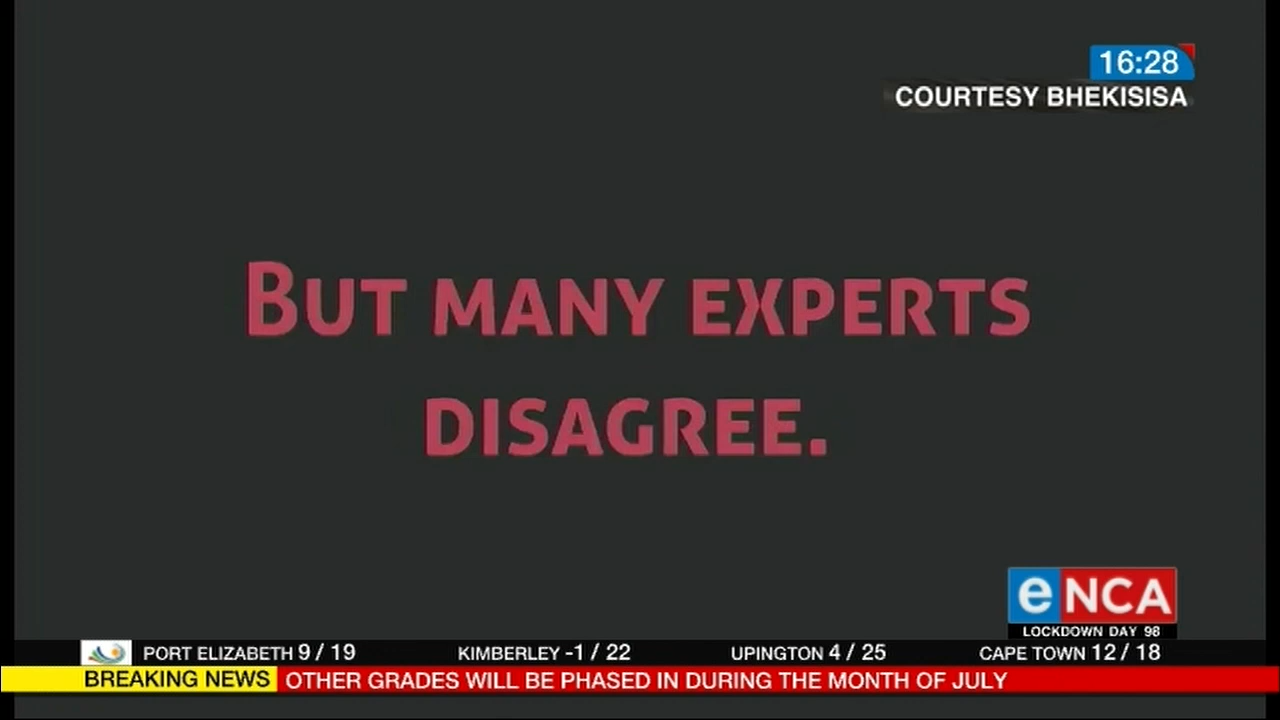 16:28
COURTESY BHEKISISA
BUT MANY EXPERTS
DISAGREE.
eNCA
LOCKDOWN DAY 98
PORT ELIZABETH 9 / 19 KIMBERLEY -1 / 22 UPINGTON 4 / 25 CAPE TOWN 12 / 18
BREAKING NEWS OTHER GRADES WILL BE PHASED IN DURING THE MONTH OF JULY